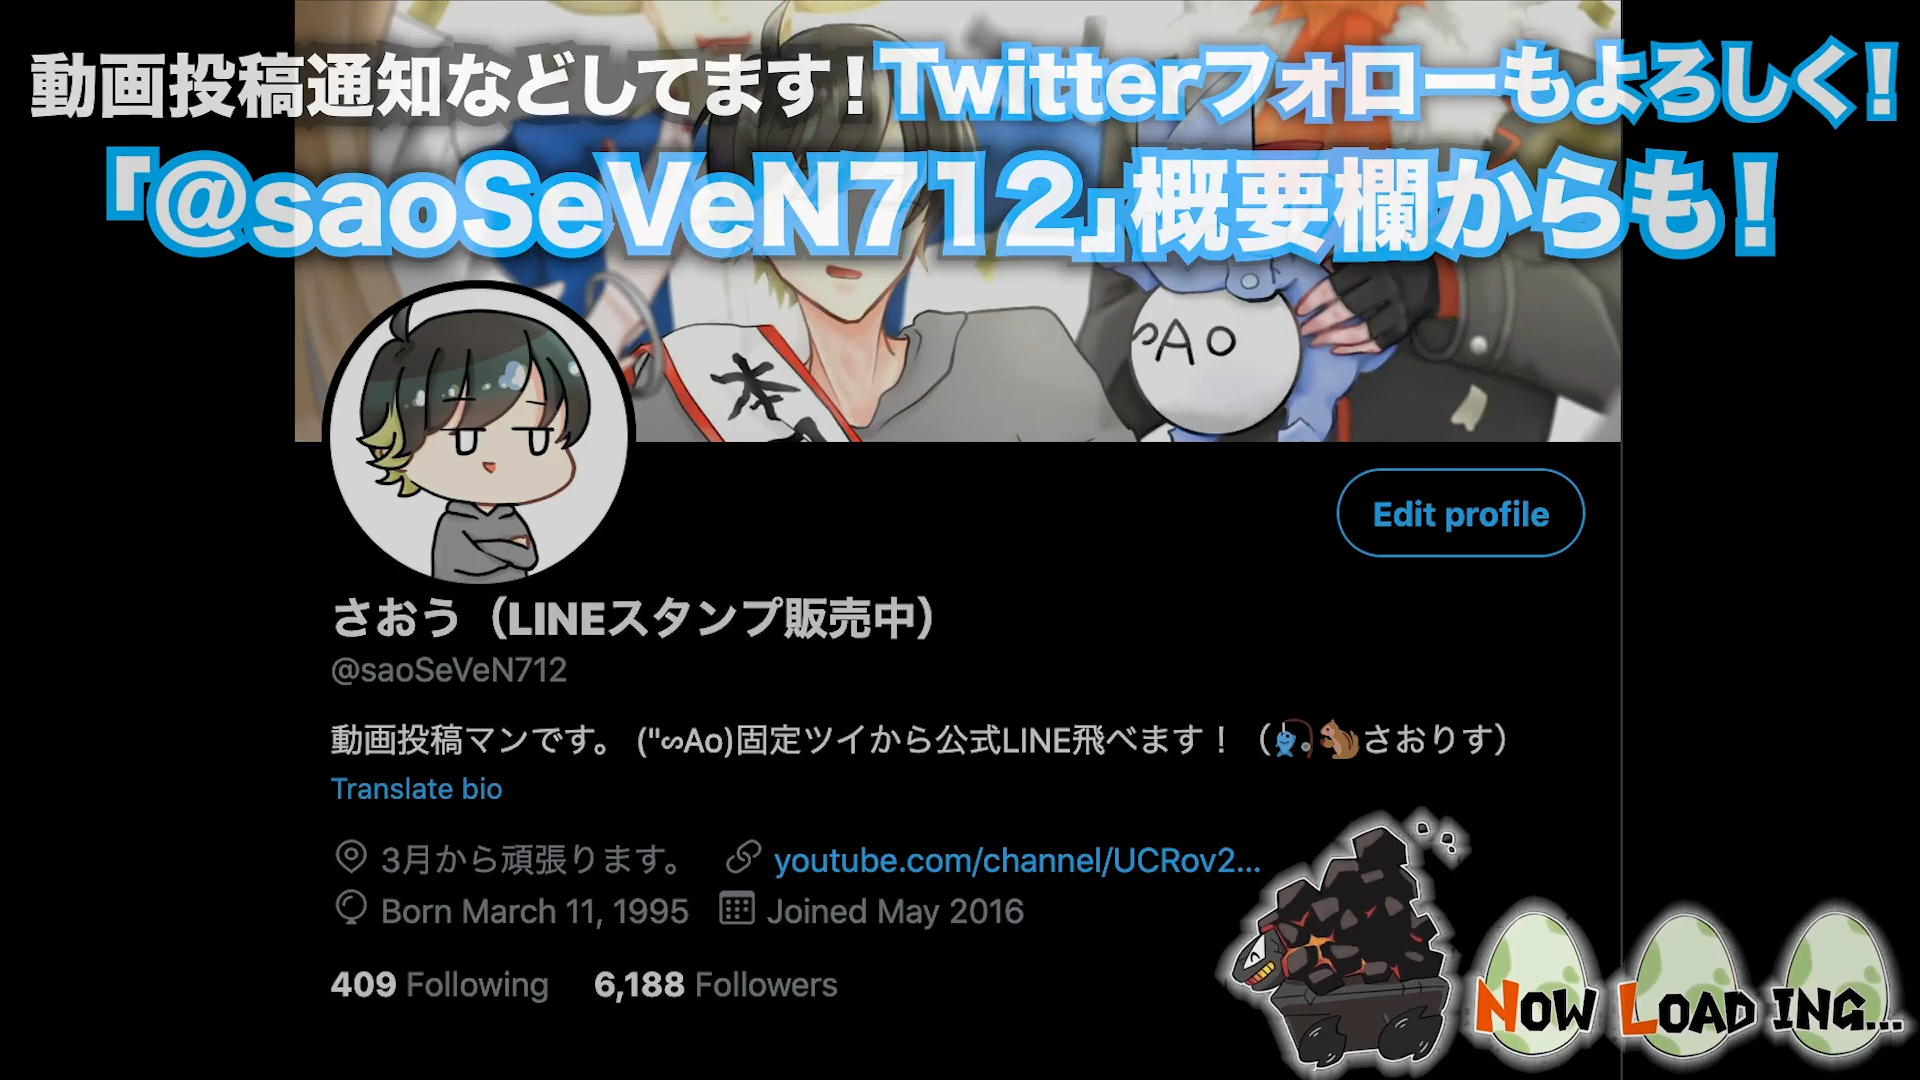 動画投稿通知などしてます!Twitterフォローもよろしく!
「@saoSeVeN712」概要欄からも!
sAo
本
Edit profile
さおう（LINEスタンプ販売中）
@saoSeVeN712
動画投稿マンです。 ("∽Ao)固定ツイから公式LINE飛べます！（🎣🐿さおりす）
Translate bio
3月から頑張ります。 youtube.com/channel/UCRov2...
Born March 11, 1995 Joined May 2016
409 Following 6,188 Followers
NOW LOADING...